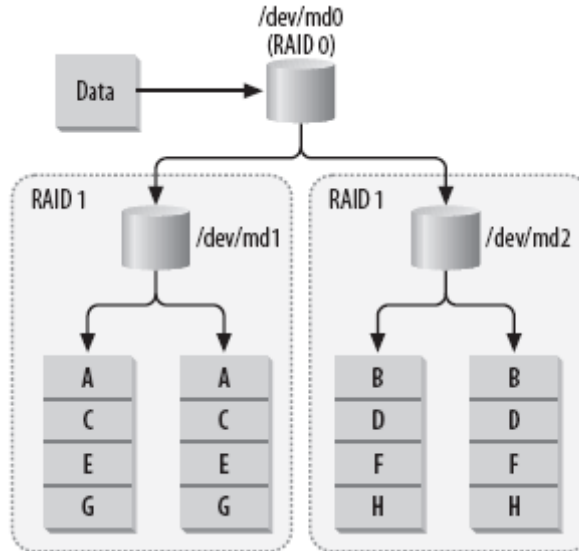 /dev/md0
(RAID 0)
Data
RAID 1
/dev/md1
A
C
E
G
A
C
E
G
RAID 1
/dev/md2
B
D
F
H
B
D
F
H